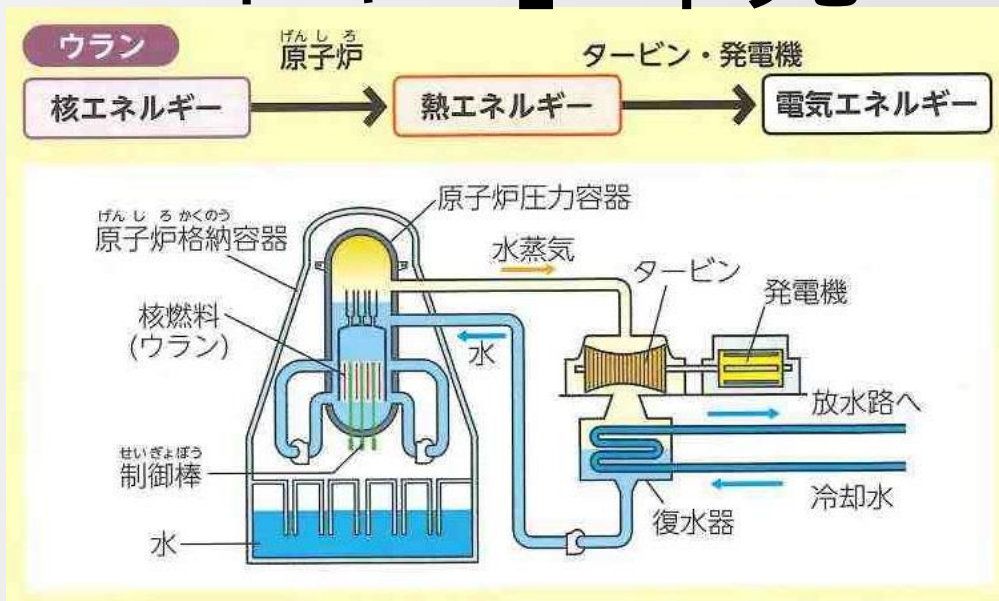 ウラン
げんしろ
原子炉
タービン・発電機
核エネルギー
熱エネルギー
電気エネルギー
原子炉圧力容器
げんしろかくのう
原子炉格納容器
水蒸気
タービン
発電機
核燃料
(ウラン)
水
放水路へ
せいぎょぼう
制御棒
冷却水
復水器
水